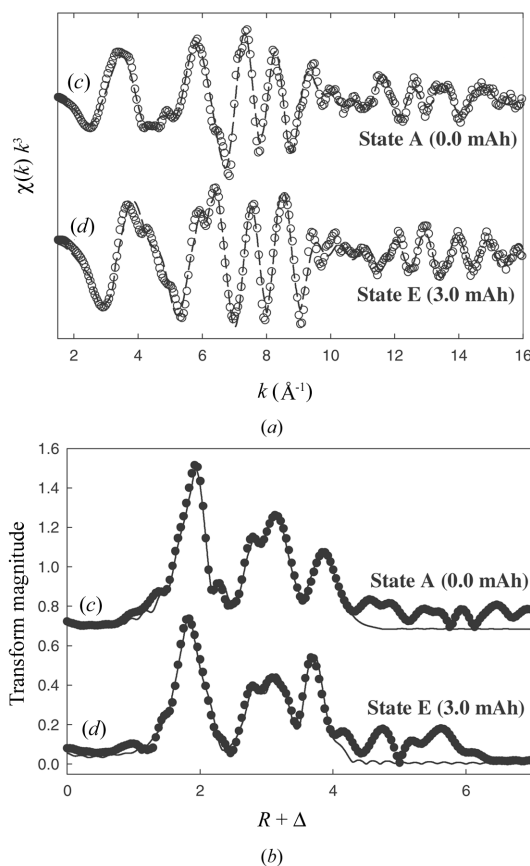 (c)
State A (0.0 mAh)
χ(k) k³
(d)
State E (3.0 mAh)
2 4 6 8 10 12 14 16
k (Å⁻¹)
(a)
1.6
1.4
1.2
1.0
0.8
0.6
0.4
0.2
0.0
Transform magnitude
(c)
State A (0.0 mAh)
(d)
State E (3.0 mAh)
0 2 4 6
R + Δ
(b)